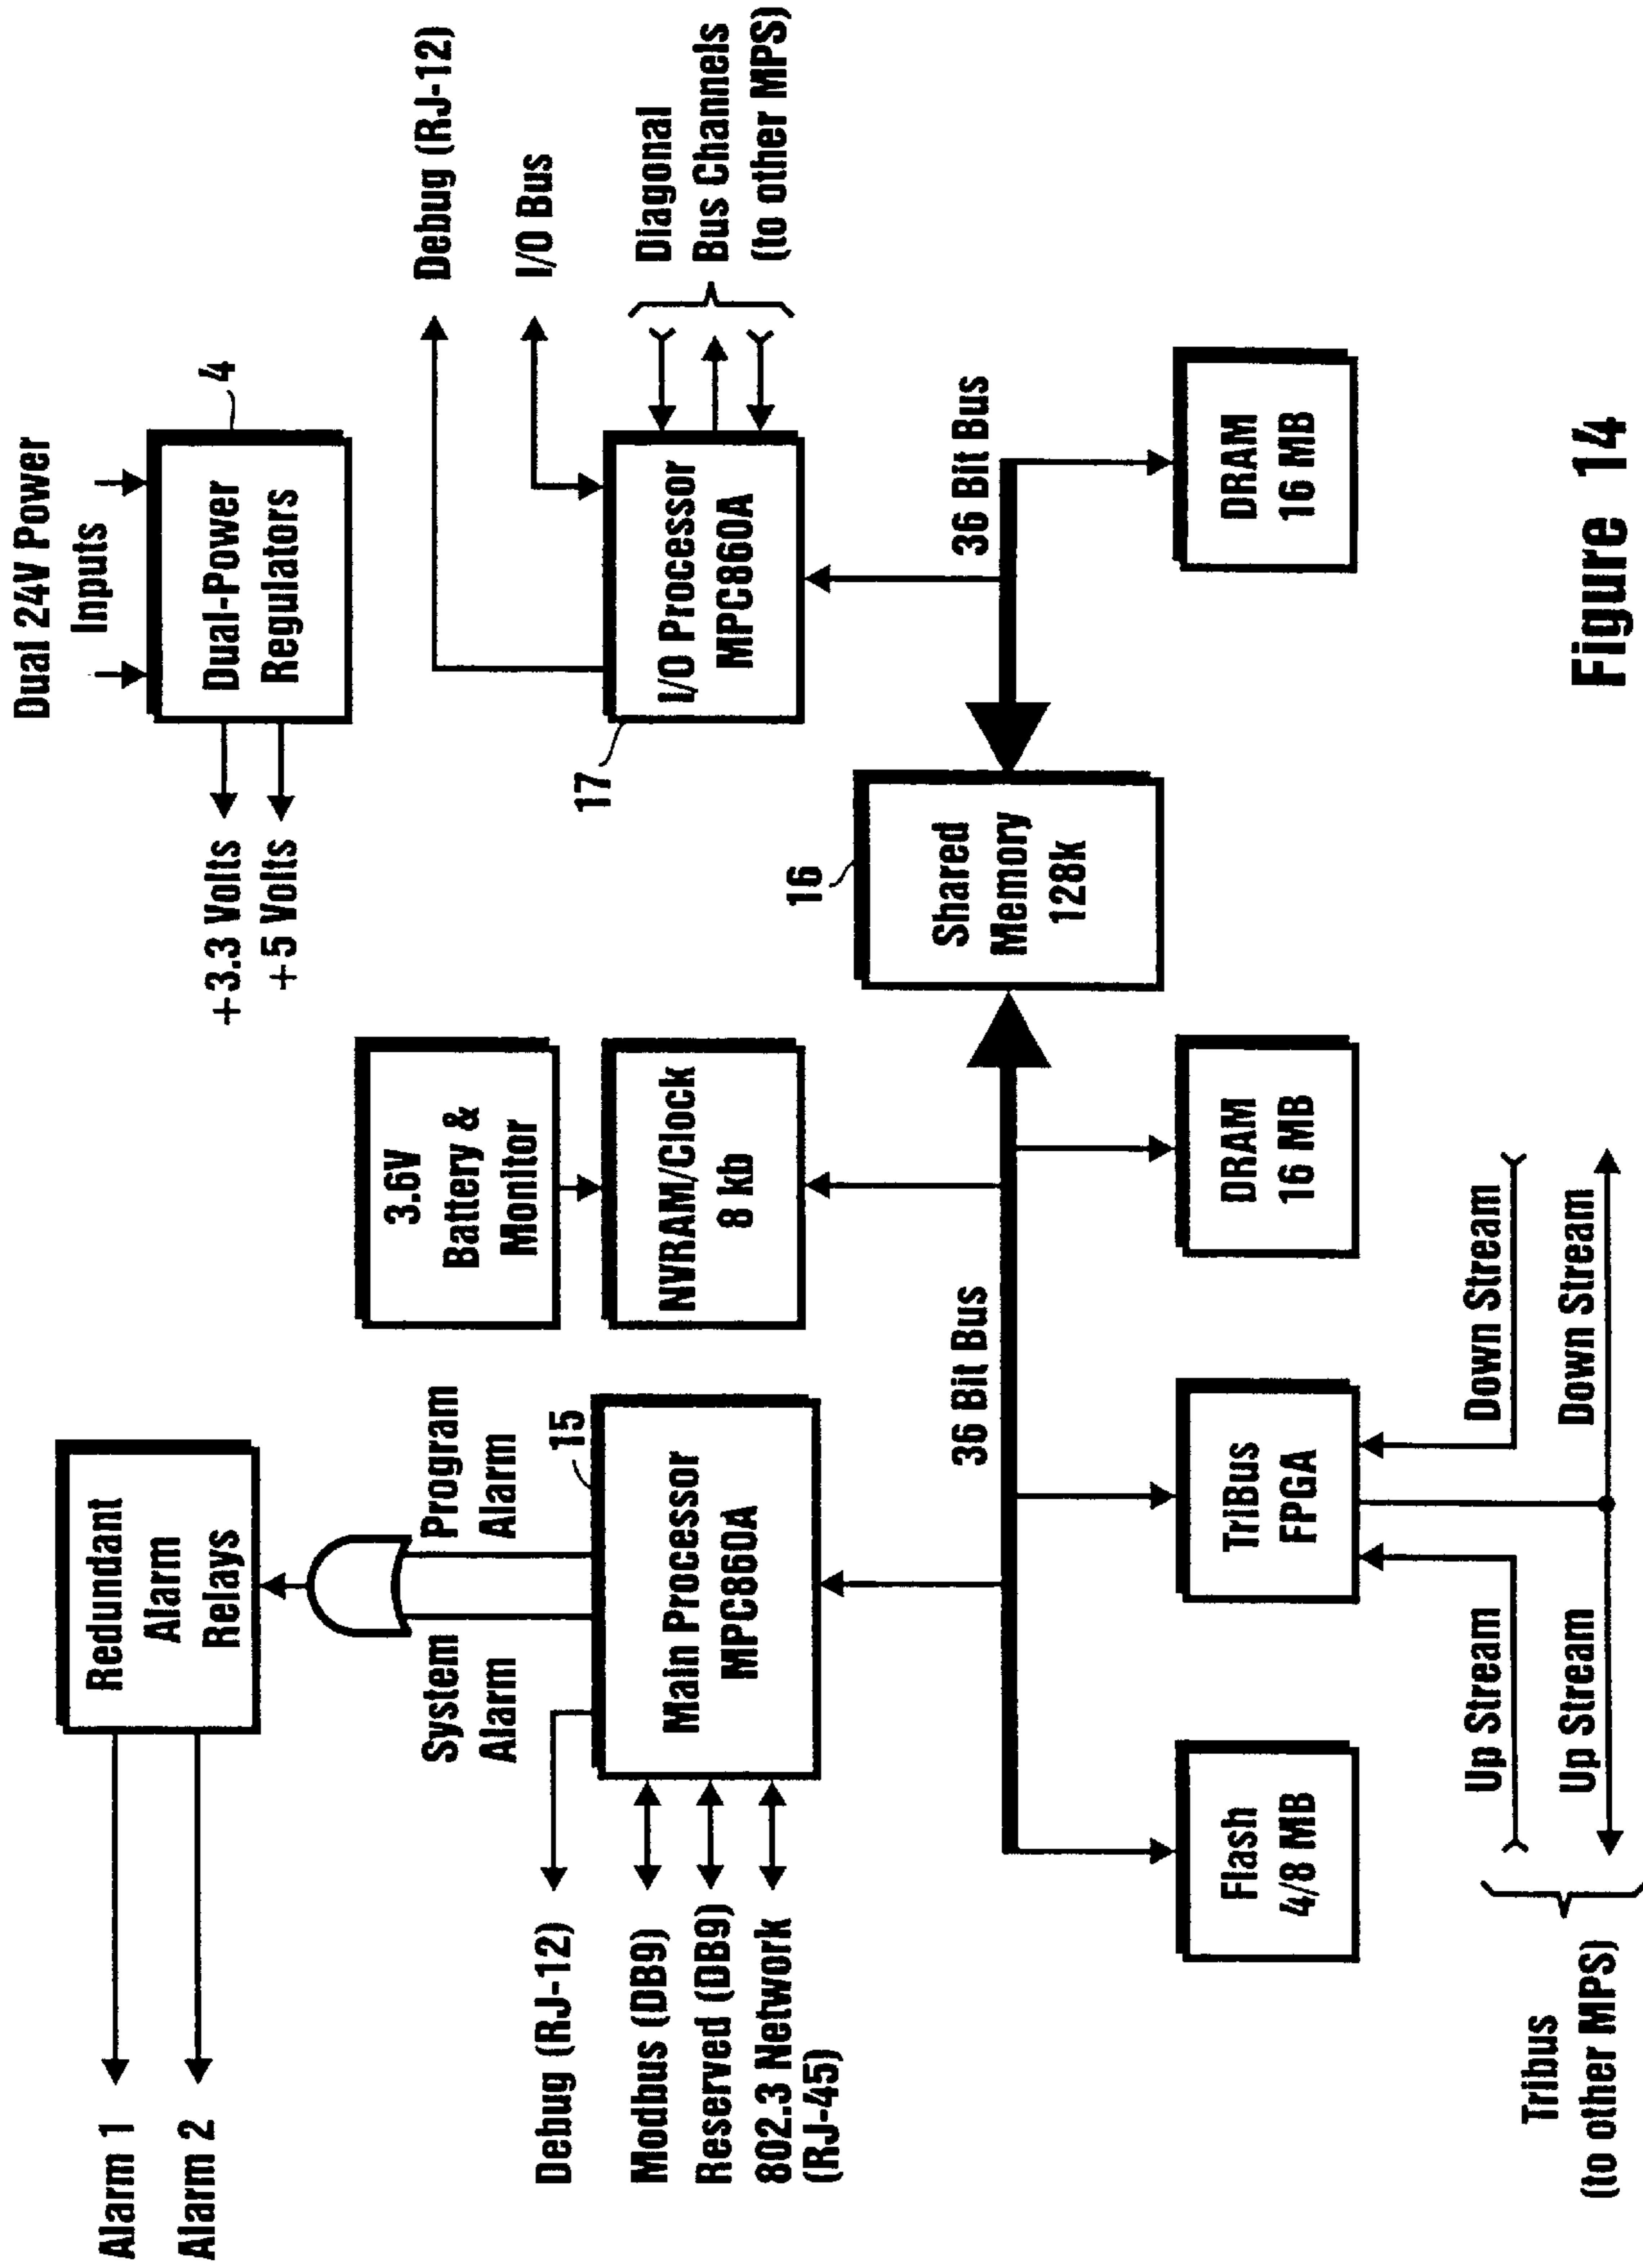 Dual 24V Power
Inputs
4
Dual-Power
Regulators
+3.3 Volts
+5 Volts
Redundant
Alarm
Relays
Alarm 1
Alarm 2
System
Alarm
Program
Alarm
15
Main Processor
MPC860A
Debug (RJ-12)
Modbus (DB9)
Reserved (DB9)
802.3 Network
(RJ-45)
3.6V
Battery &
Monitor
NVRAM/Clock
8 kb
17
I/O Processor
MPC860A
Debug (RJ-12)
I/O Bus
Diagonal
Bus Channels
(to other MPS)
16
Shared
Memory
128k
36 Bit Bus
36 Bit Bus
Flash
4/8 MB
TriBus
FPGA
DRAM
16 MB
DRAM
16 MB
Up Stream
Down Stream
Up Stream
Down Stream
Tribus
(to other MPS)
Figure 14